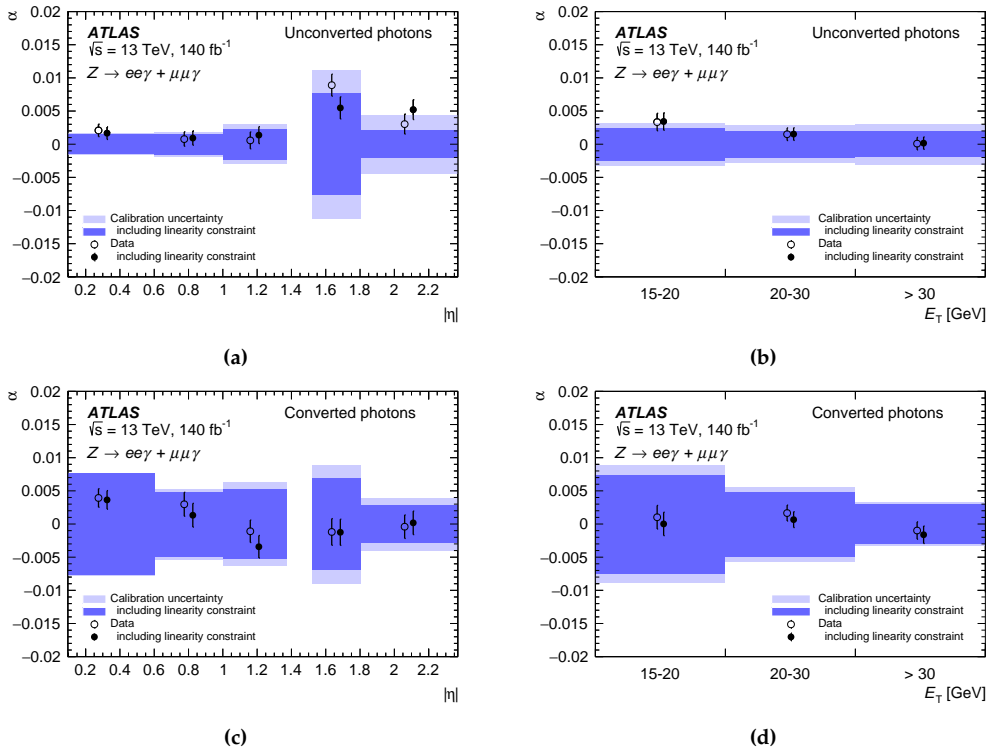 α
0.02
0.015
0.01
0.005
0
−0.005
−0.01
−0.015
−0.02
ATLAS
√s = 13 TeV, 140 fb-1
Z → eeγ + μμγ
Unconverted photons
Calibration uncertainty
including linearity constraint
Data
including linearity constraint
0.2 0.4 0.6 0.8 1 1.2 1.4 1.6 1.8 2 2.2
|η|
(a)
α
0.02
0.015
0.01
0.005
0
−0.005
−0.01
−0.015
−0.02
ATLAS
√s = 13 TeV, 140 fb-1
Z → eeγ + μμγ
Unconverted photons
Calibration uncertainty
including linearity constraint
Data
including linearity constraint
15-20 20-30 > 30
ET [GeV]
(b)
α
0.02
0.015
0.01
0.005
0
−0.005
−0.01
−0.015
−0.02
ATLAS
√s = 13 TeV, 140 fb-1
Z → eeγ + μμγ
Converted photons
Calibration uncertainty
including linearity constraint
Data
including linearity constraint
0.2 0.4 0.6 0.8 1 1.2 1.4 1.6 1.8 2 2.2
|η|
(c)
α
0.02
0.015
0.01
0.005
0
−0.005
−0.01
−0.015
−0.02
ATLAS
√s = 13 TeV, 140 fb-1
Z → eeγ + μμγ
Converted photons
Calibration uncertainty
including linearity constraint
Data
including linearity constraint
15-20 20-30 > 30
ET [GeV]
(d)